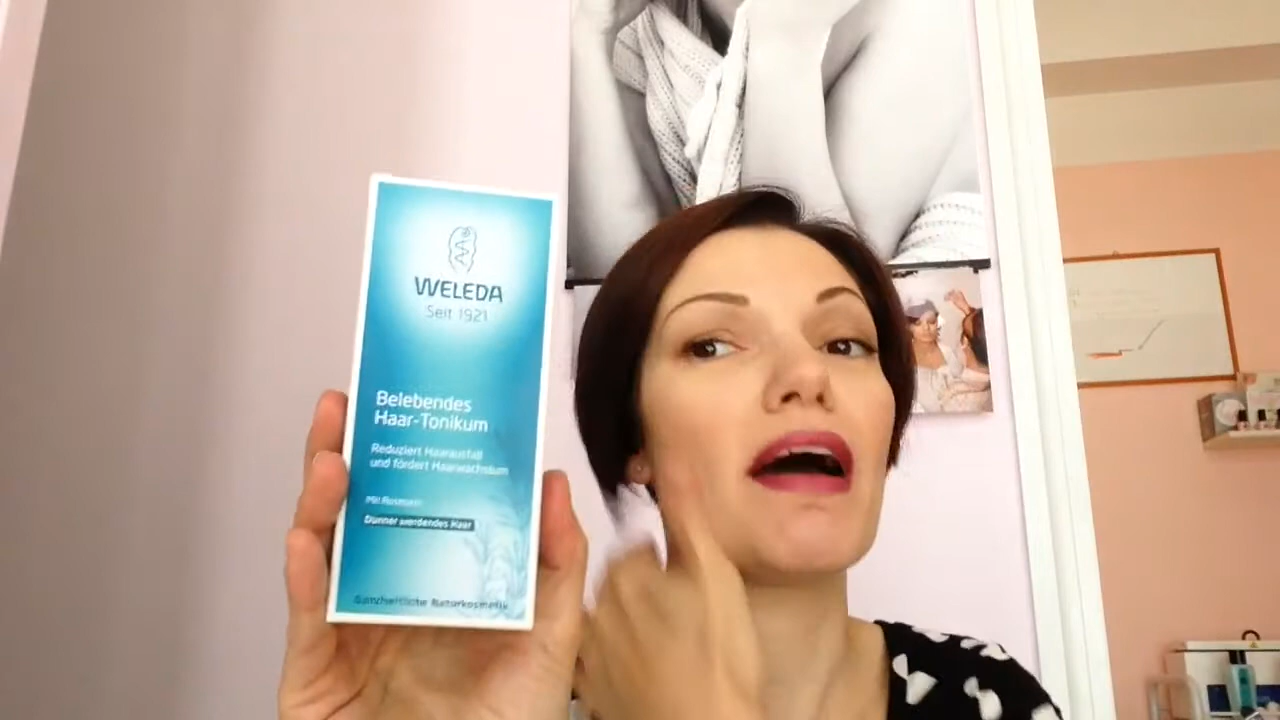 WELEDA
Seit 1921
Belebendes
Haar-Tonikum
Reduziert Haarausfall
und fördert Haarwachstum
Mit Rosmarin
Dünner werdendes Haar
Ganzheitliche Naturkosmetik